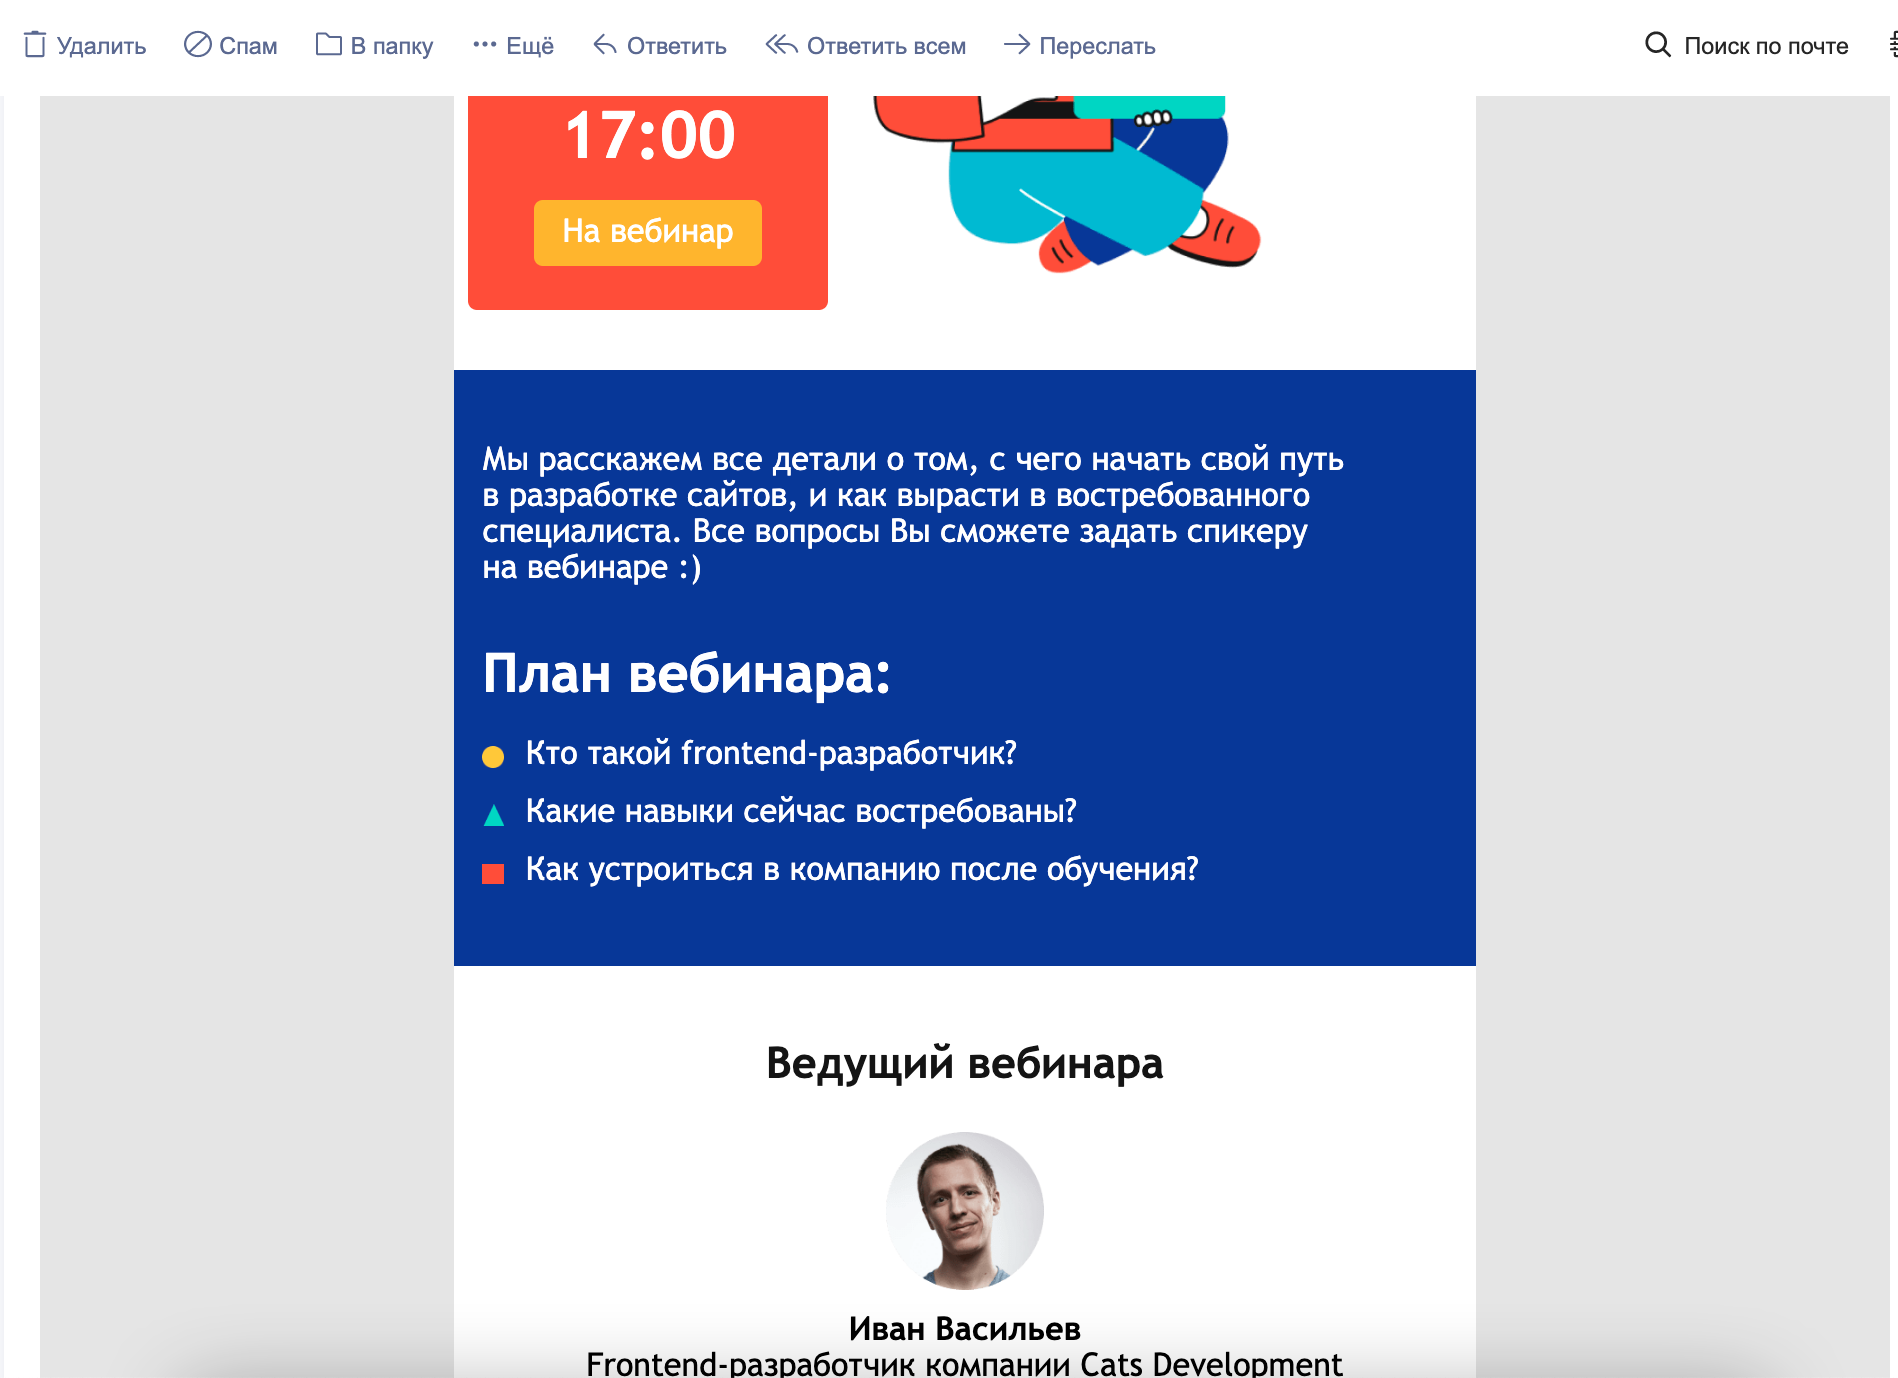 Удалить
Спам
В папку
Ещё
Ответить
Ответить всем
Переслать
Поиск по почте
17:00
На вебинар
Мы расскажем все детали о том, с чего начать свой путь
в разработке сайтов, и как вырасти в востребованного
специалиста. Все вопросы Вы сможете задать спикеру
на вебинаре :)
План вебинара:
Кто такой frontend-разработчик?
Какие навыки сейчас востребованы?
Как устроиться в компанию после обучения?
Ведущий вебинара
Иван Васильев
Frontend-разработчик компании Cats Development